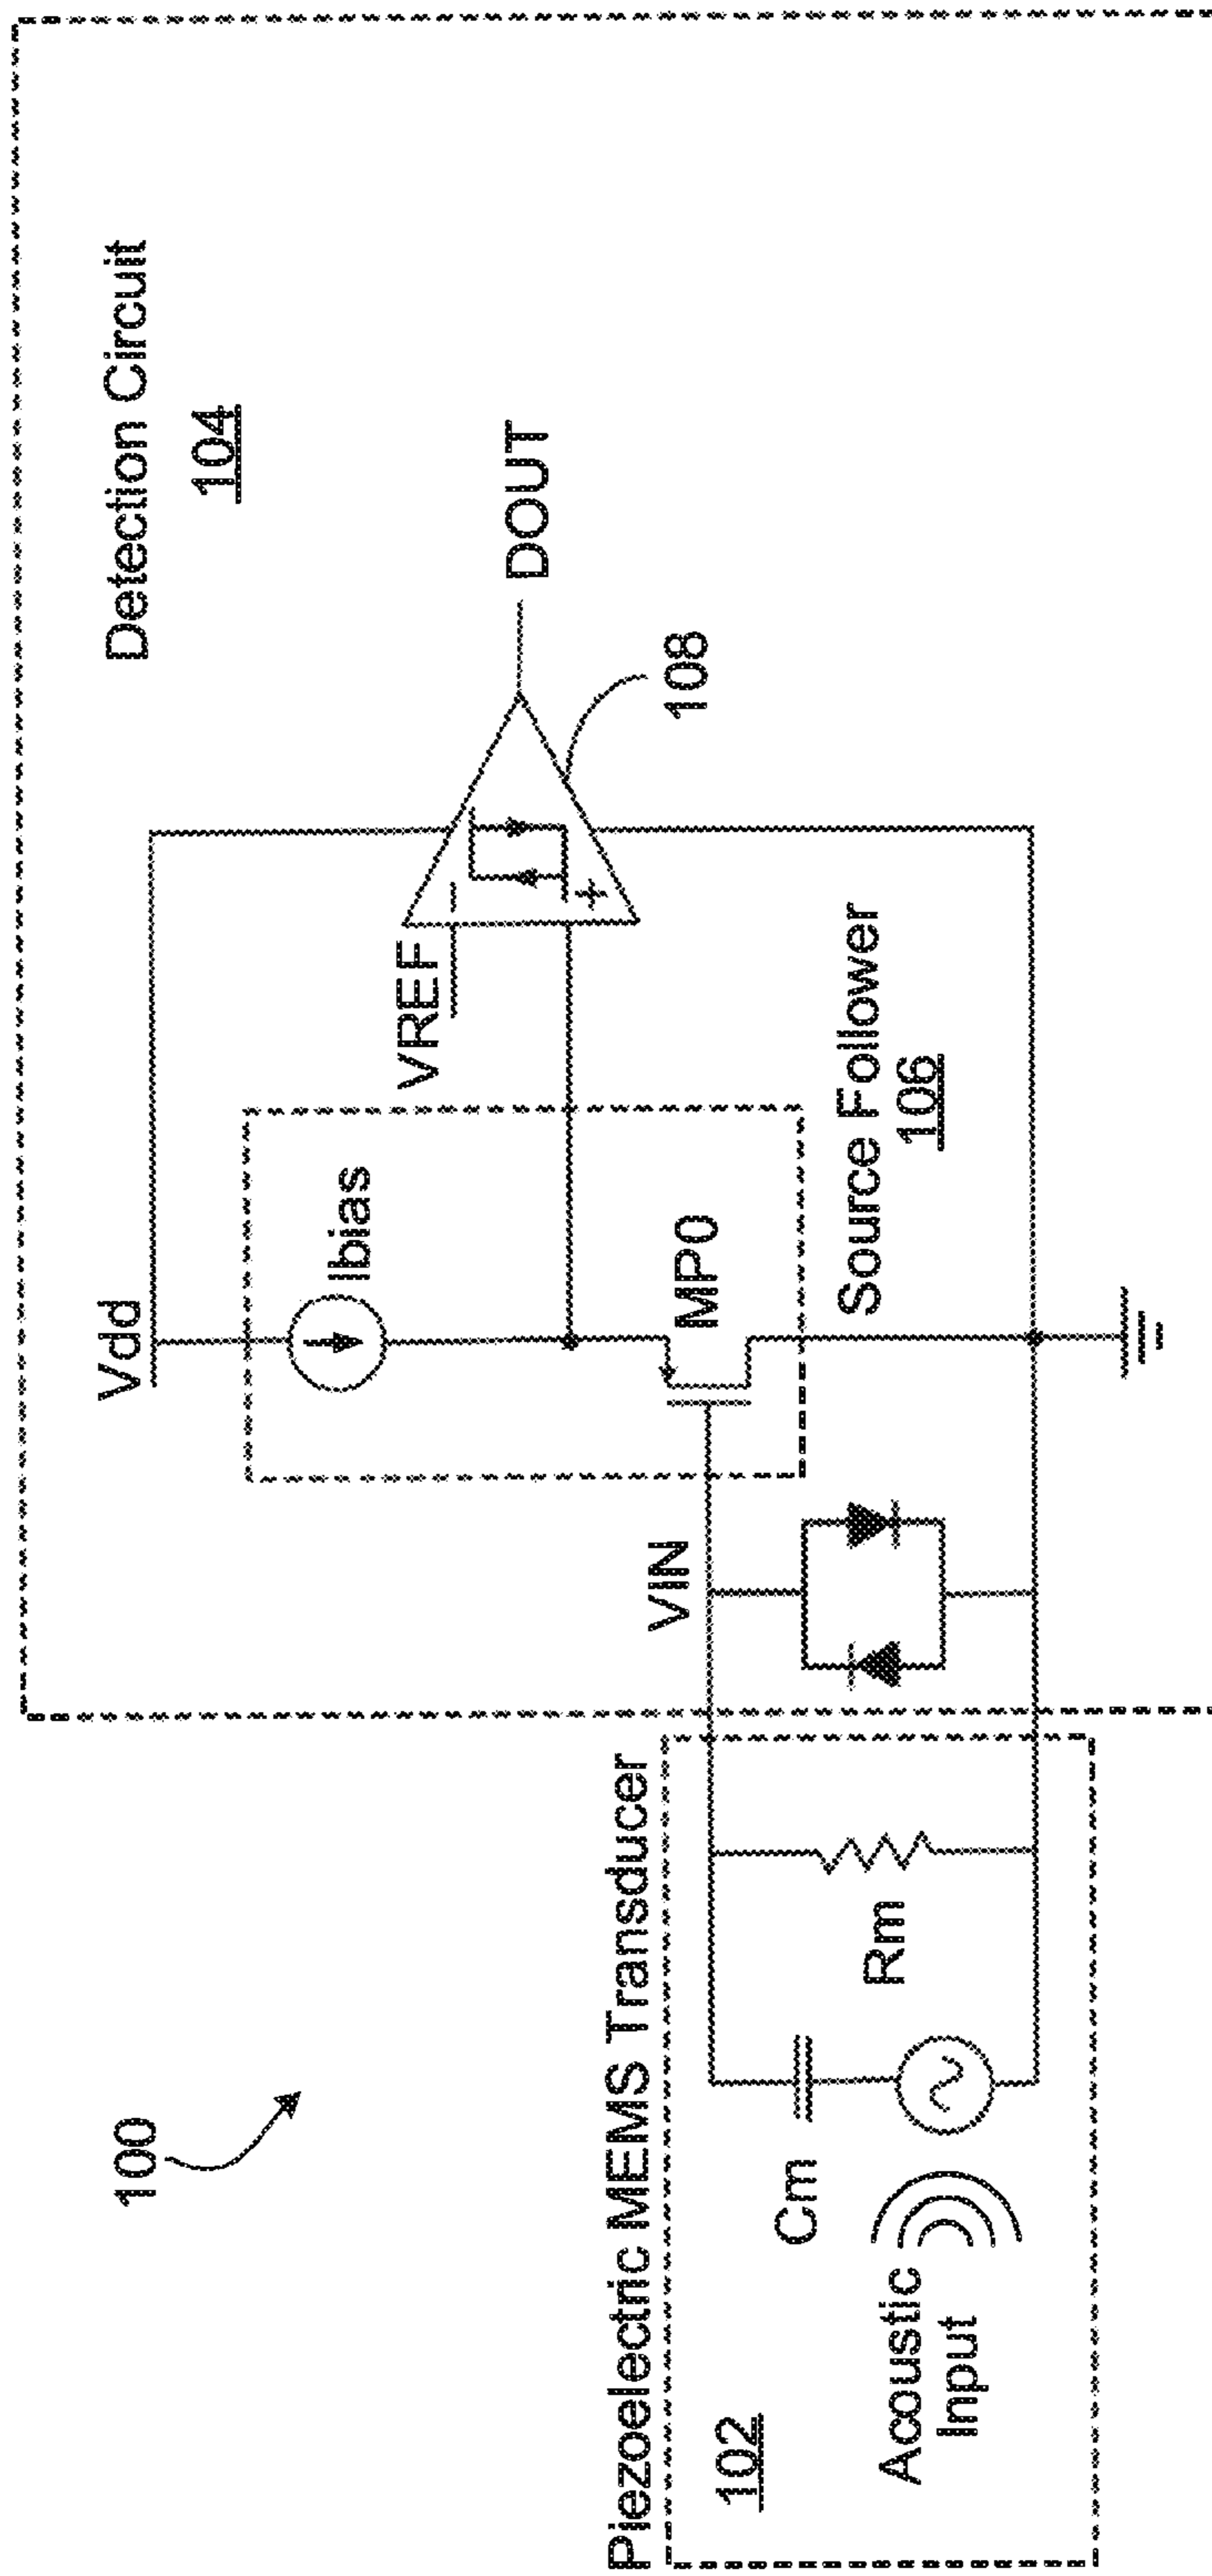 100
Piezoelectric MEMS Transducer
102
Acoustic
Input
Cm
Rm
Detection Circuit
104
Vdd
Ibias
VIN
MP0
Source Follower
106
VREF
−
+
108
DOUT